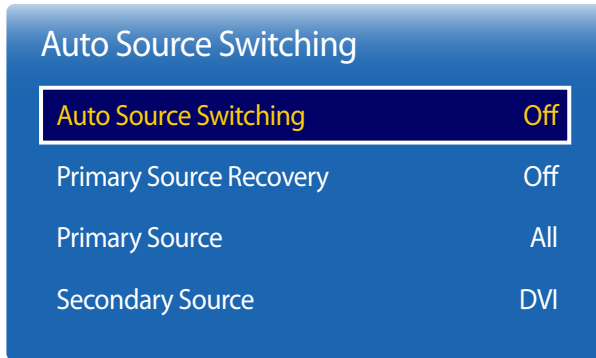 Auto Source Switching
Auto Source Switching Off
Primary Source Recovery Off
Primary Source All
Secondary Source DVI